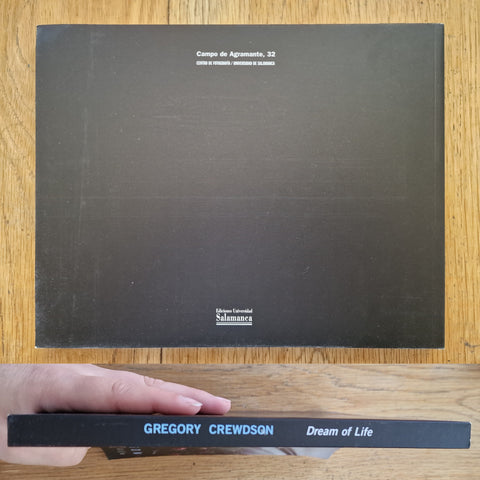 Campo de Agramante, 32
CENTRO DE FOTOGRAFÍA / UNIVERSIDAD DE SALAMANCA
Ediciones Universidad
Salamanca
GREGORY CREWDSON Dream of Life